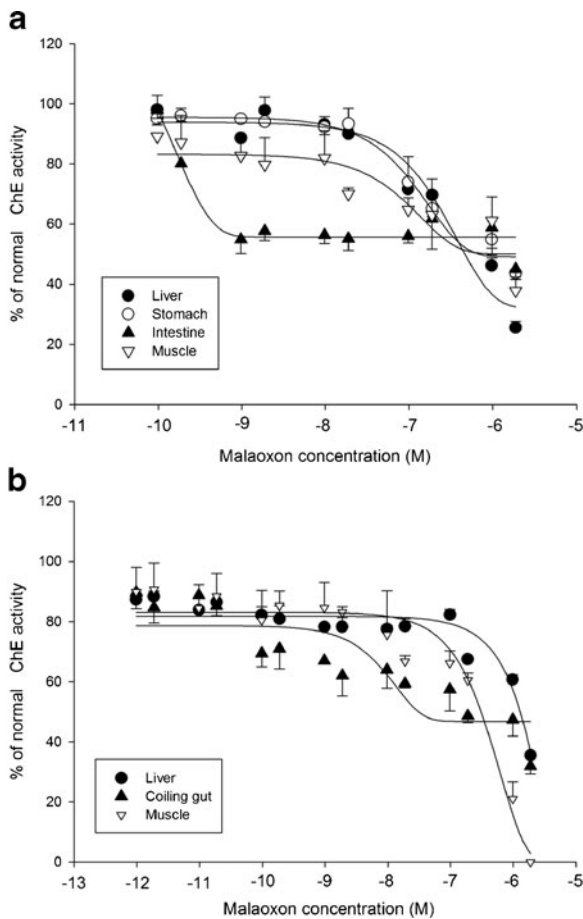 a
120
100
80
60
40
20
0
% of normal ChE activity
Liver
Stomach
Intestine
Muscle
-11 -10 -9 -8 -7 -6 -5
Malaoxon concentration (M)
b
120
100
80
60
40
20
0
% of normal ChE activity
Liver
Coiling gut
Muscle
-13 -12 -11 -10 -9 -8 -7 -6 -5
Malaoxon concentration (M)